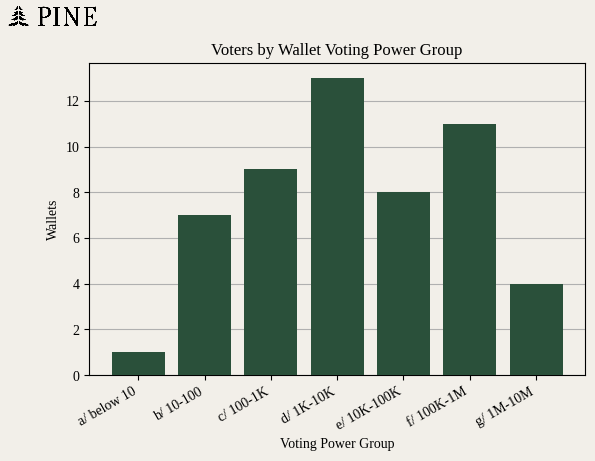 PINE
Voters by Wallet Voting Power Group
Wallets
12
10
8
6
4
2
0
a/ below 10
b/ 10-100
c/ 100-1K
d/ 1K-10K
e/ 10K-100K
f/ 100K-1M
g/ 1M-10M
Voting Power Group